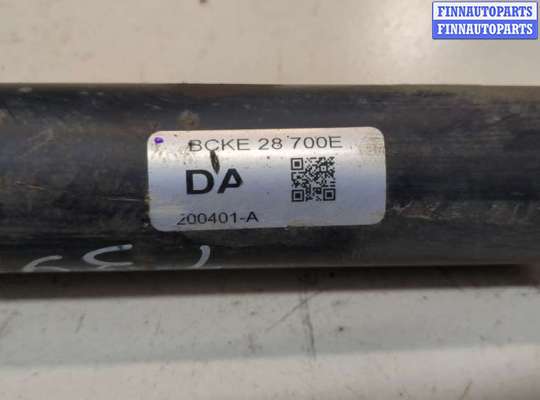 FINNAUTOPARTS
FINNAUTOPARTS
BCKE 28 700E
DA
200401-A